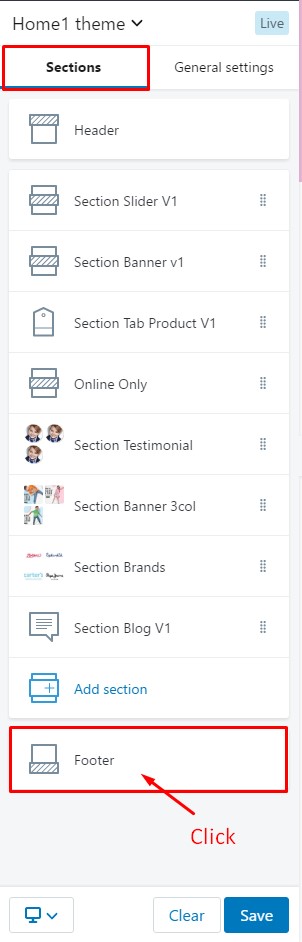 Home1 theme
Live
Sections
General settings
Header
Section Slider V1
Section Banner v1
Section Tab Product V1
Online Only
Section Testimonial
Section Banner 3col
carter's
Section Brands
Section Blog V1
Add section
Footer
Click
Clear
Save